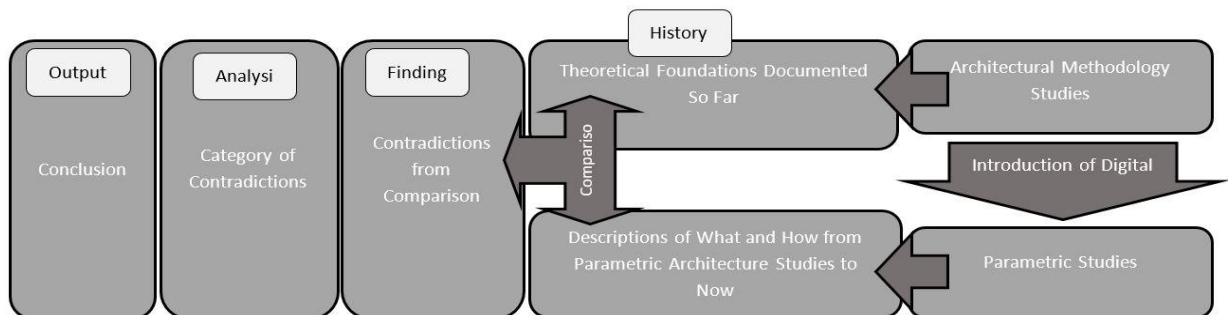 Output
Conclusion
Analysi
Category of
Contradictions
Finding
Contradictions
from
Comparison
History
Theoretical Foundations Documented
So Far
Compariso
Descriptions of What and How from
Parametric Architecture Studies to
Now
Architectural Methodology
Studies
Introduction of Digital
Parametric Studies